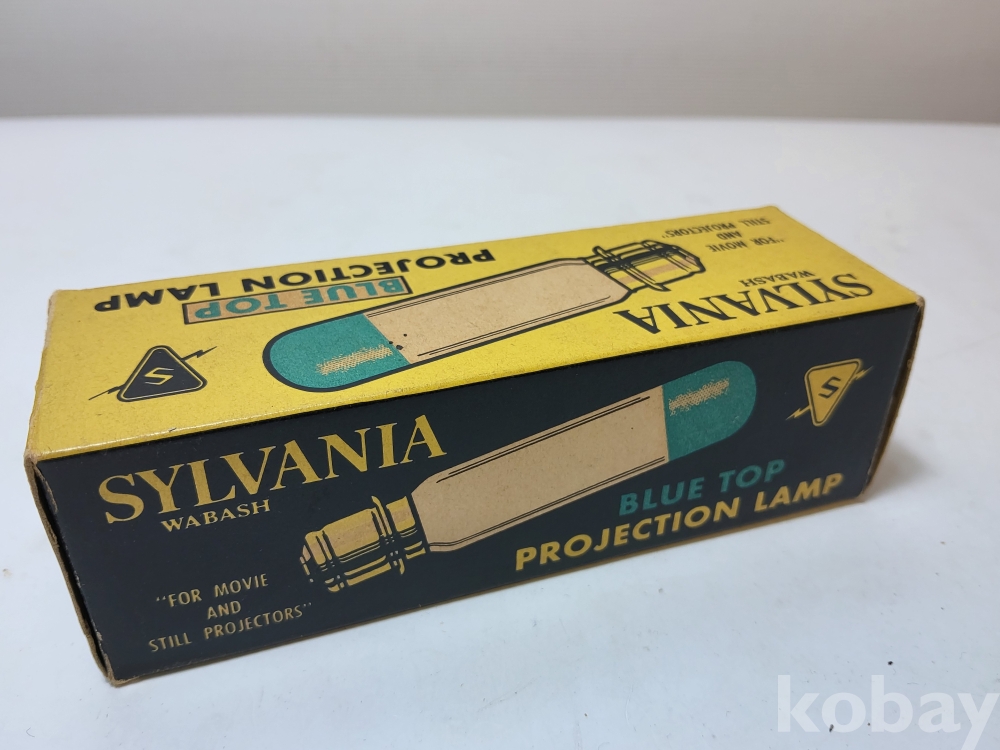 PROJECTION LAMP
BLUE TOP
"FOR MOVIE
AND
STILL PROJECTORS"
SYLVANIA
WABASH
S
SYLVANIA
WABASH
"FOR MOVIE
AND
STILL PROJECTORS"
BLUE TOP
PROJECTION LAMP
S
kobay